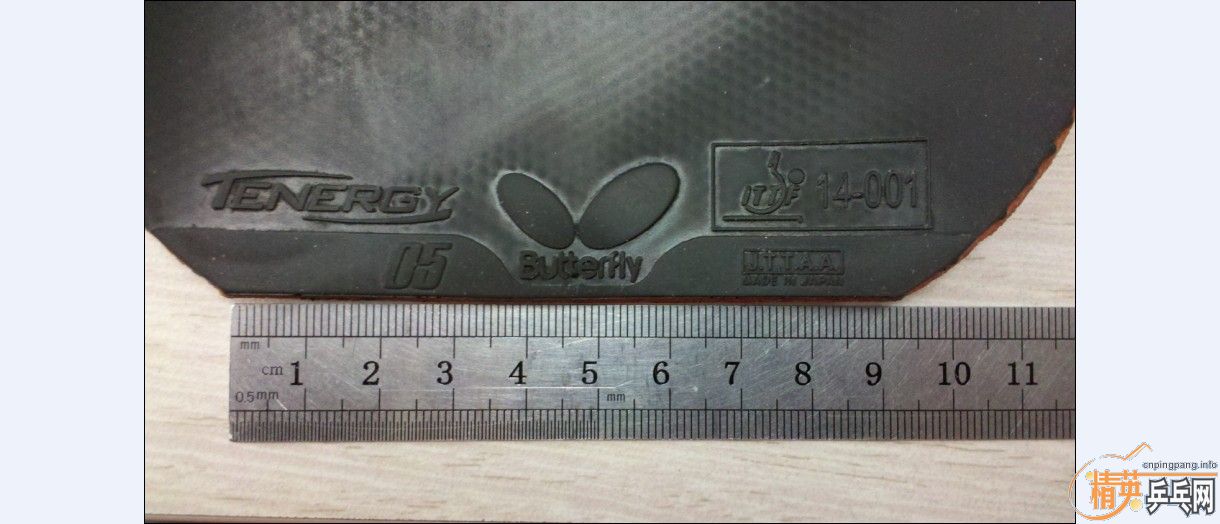 TENERGY
05
Butterfly
ITTF 14-001
J.T.T.A.A.
MADE IN JAPAN
mm
cm 1 2 3 4 5 6 7 8 9 10 11
0.5mm mm
cnpingpang.info
精英乒乓网